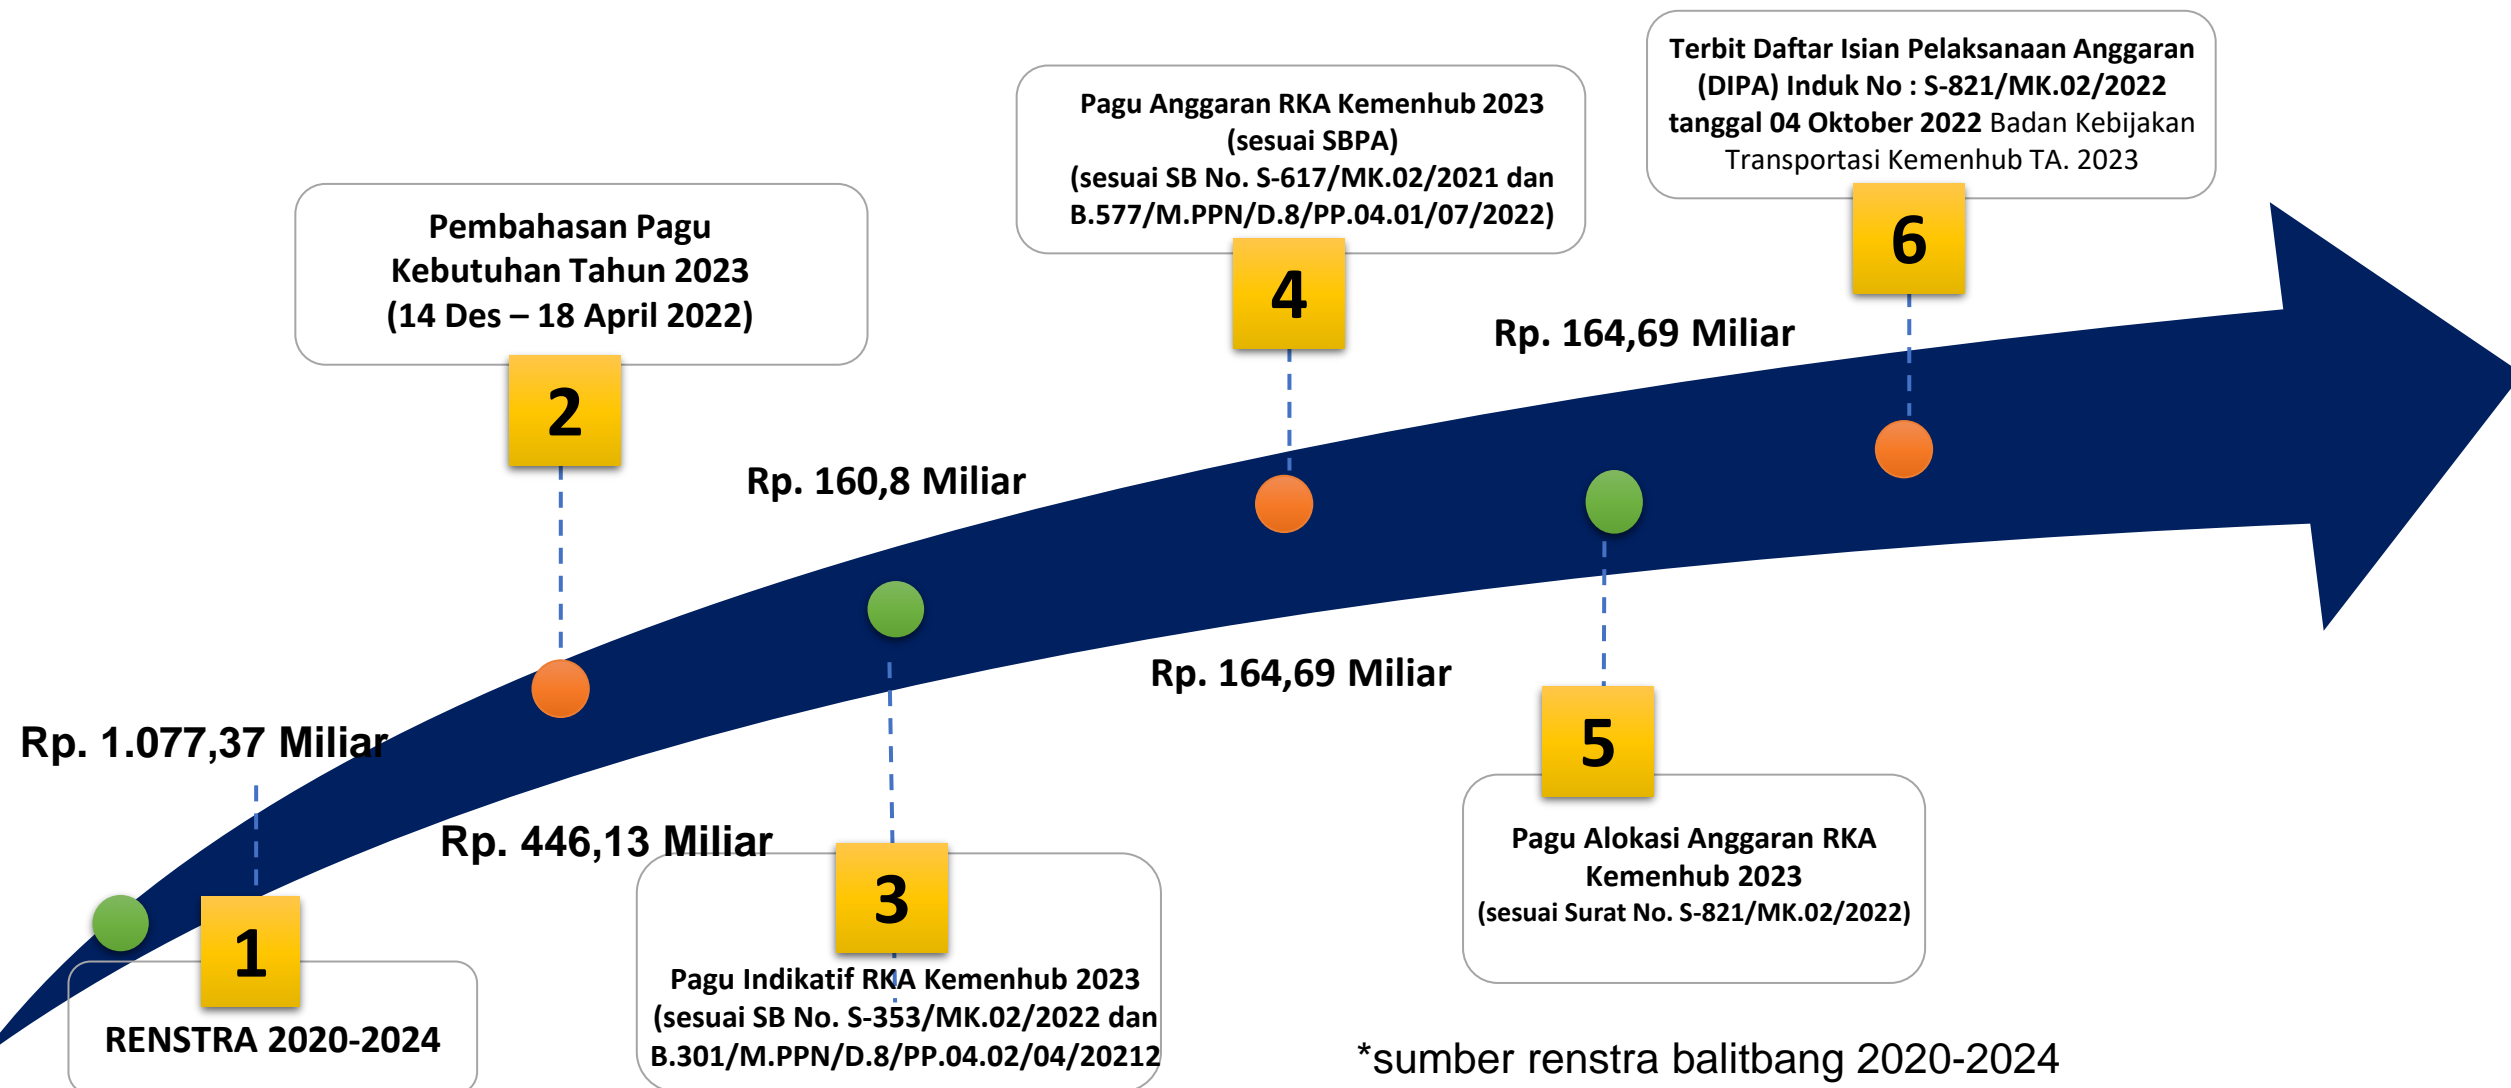 Rp. 1.077,37 Miliar
1
RENSTRA 2020-2024
Pembahasan Pagu
Kebutuhan Tahun 2023
(14 Des – 18 April 2022)
2
Rp. 446,13 Miliar
Rp. 160,8 Miliar
3
Pagu Indikatif RKA Kemenhub 2023
(sesuai SB No. S-353/MK.02/2022 dan
B.301/M.PPN/D.8/PP.04.02/04/20212
Pagu Anggaran RKA Kemenhub 2023
(sesuai SBPA)
(sesuai SB No. S-617/MK.02/2021 dan
B.577/M.PPN/D.8/PP.04.01/07/2022)
4
Rp. 164,69 Miliar
Rp. 164,69 Miliar
5
Pagu Alokasi Anggaran RKA
Kemenhub 2023
(sesuai Surat No. S-821/MK.02/2022)
Terbit Daftar Isian Pelaksanaan Anggaran
(DIPA) Induk No : S-821/MK.02/2022
tanggal 04 Oktober 2022 Badan Kebijakan
Transportasi Kemenhub TA. 2023
6
*sumber renstra balitbang 2020-2024